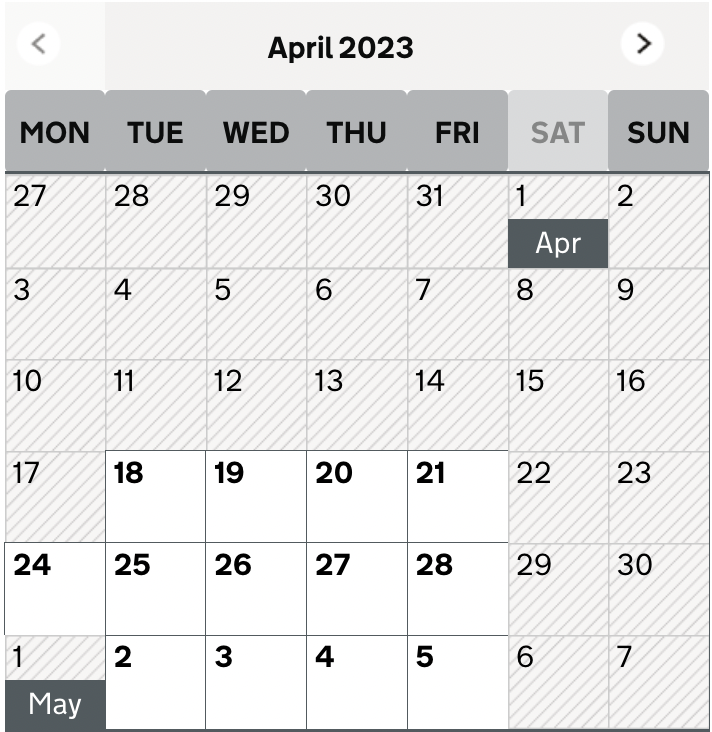 April 2023
MON TUE WED THU FRI SAT SUN
27 28 29 30 31 1 2
Apr
3 4 5 6 7 8 9
10 11 12 13 14 15 16
17 18 19 20 21 22 23
24 25 26 27 28 29 30
1 2 3 4 5 6 7
May